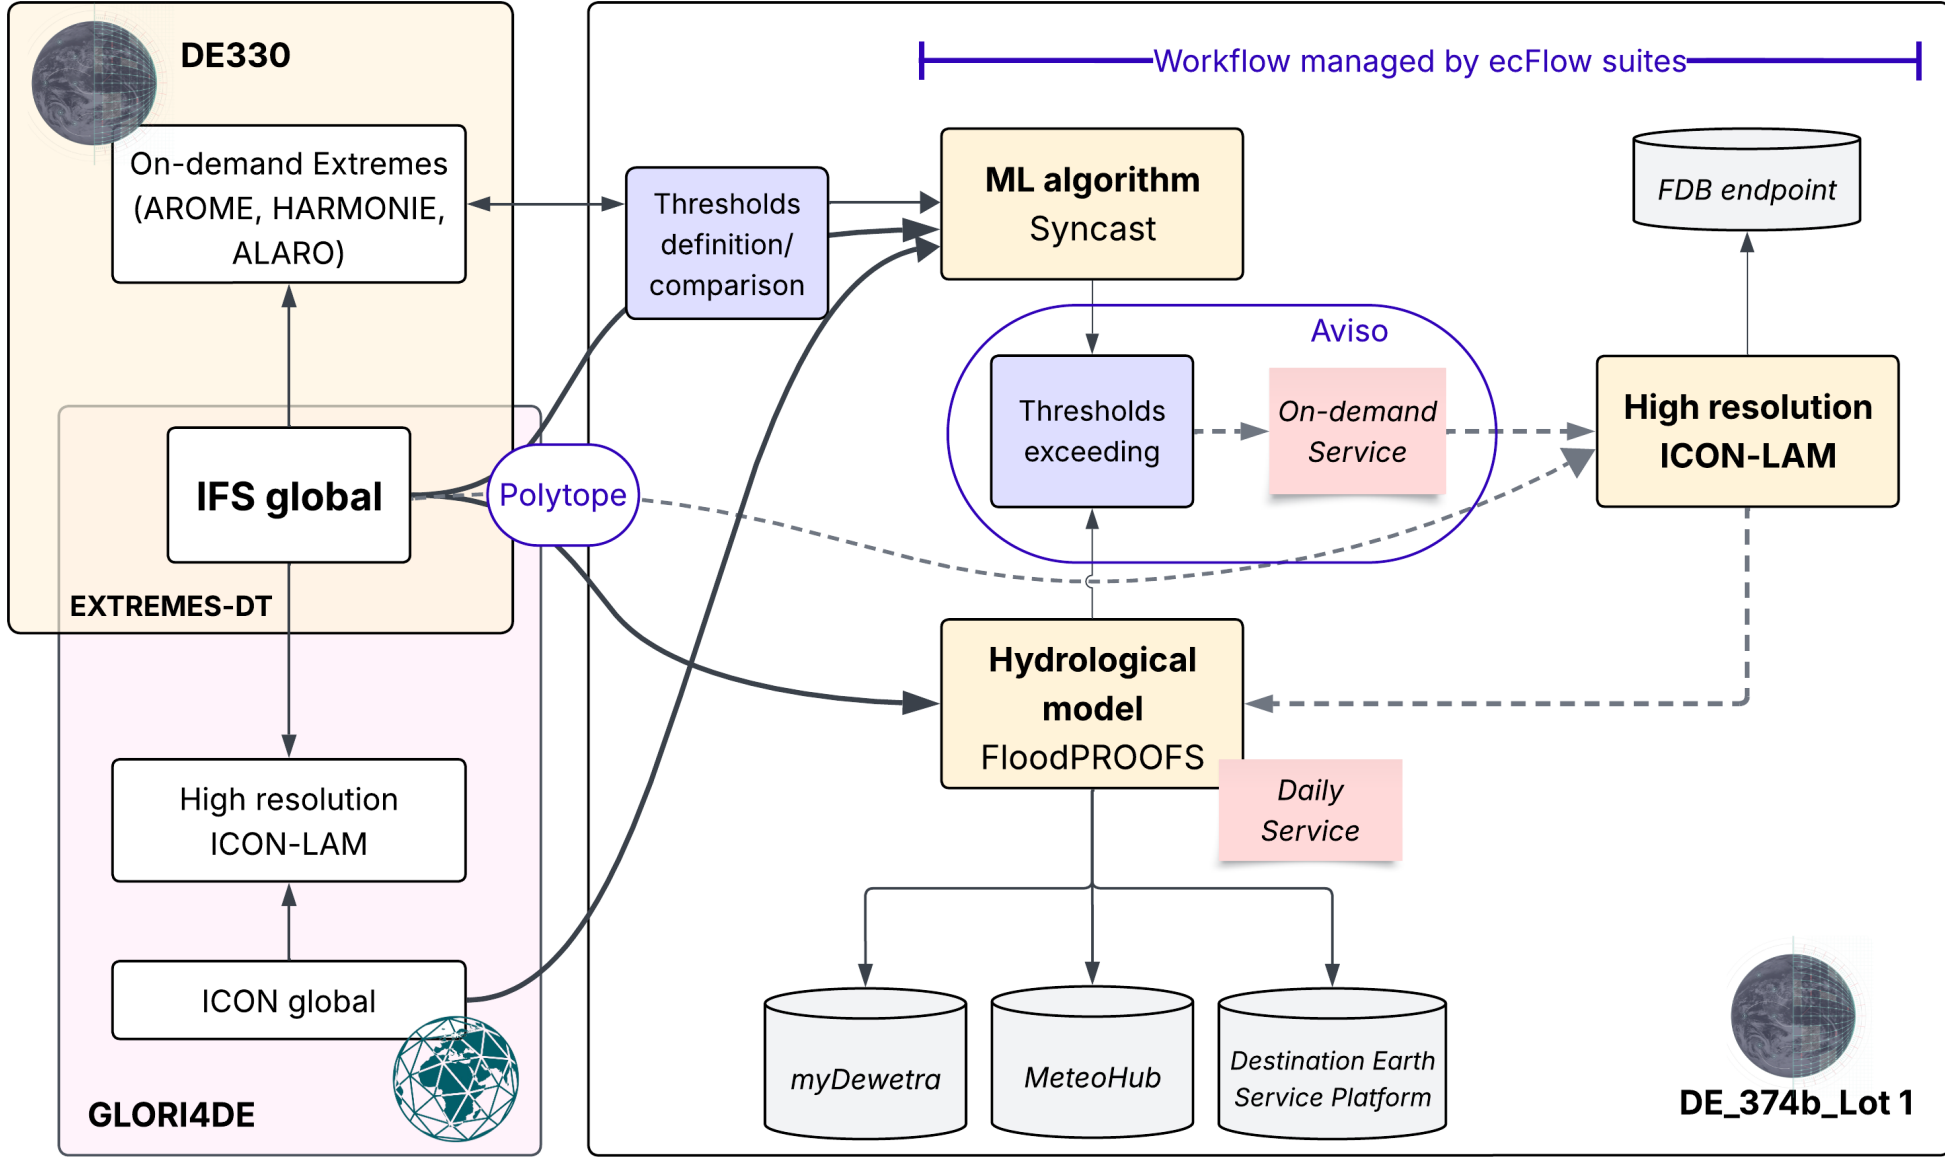 DE330
On-demand Extremes
(AROME, HARMONIE,
ALARO)
IFS global
EXTREMES-DT
High resolution
ICON-LAM
ICON global
GLORI4DE
Polytope
Workflow managed by ecFlow suites
Thresholds
definition/
comparison
ML algorithm
Syncast
FDB endpoint
Aviso
Thresholds
exceeding
On-demand
Service
High resolution
ICON-LAM
Hydrological
model
FloodPROOFS
Daily
Service
myDewetra
MeteoHub
Destination Earth
Service Platform
DE_374b_Lot 1